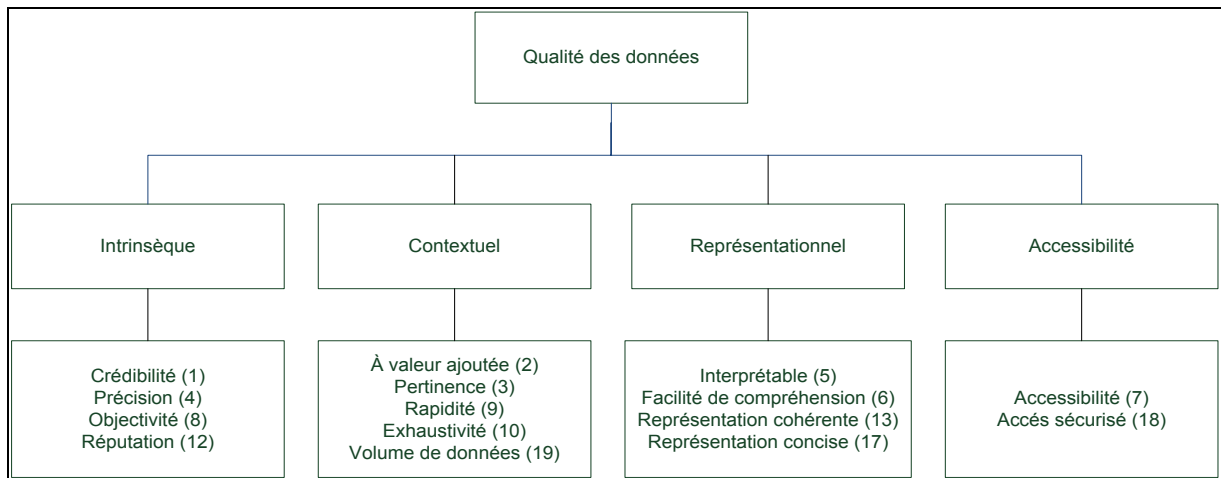 Qualité des données
Intrinsèque
Contextuel
Représentationnel
Accessibilité
Crédibilité (1)
Précision (4)
Objectivité (8)
Réputation (12)
À valeur ajoutée (2)
Pertinence (3)
Rapidité (9)
Exhaustivité (10)
Volume de données (19)
Interprétable (5)
Facilité de compréhension (6)
Représentation cohérente (13)
Représentation concise (17)
Accessibilité (7)
Accés sécurisé (18)